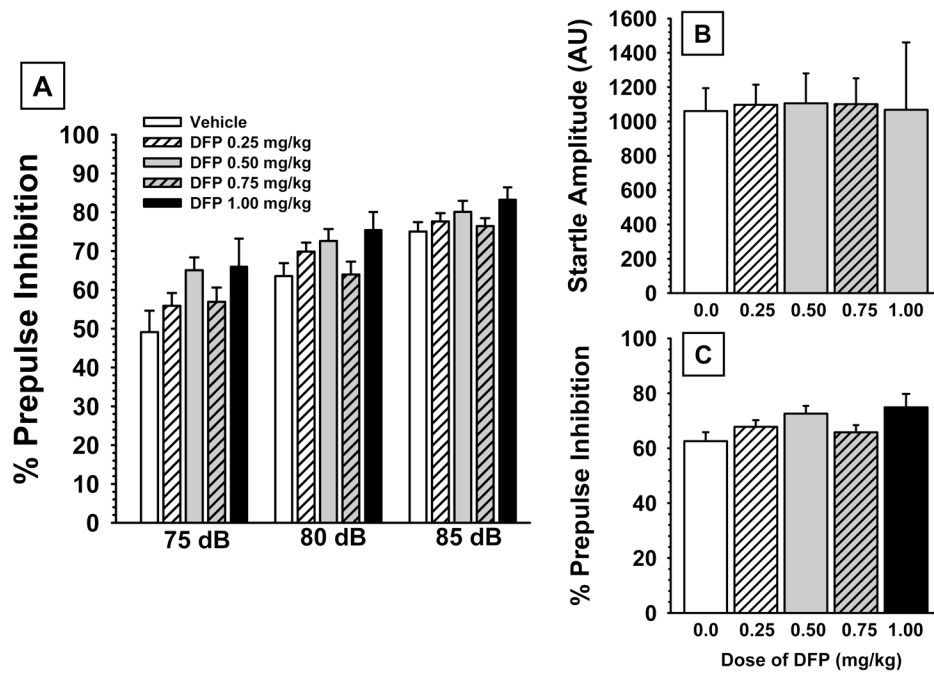 A
% Prepulse Inhibition
100
90
80
70
60
50
40
30
20
10
0
Vehicle
DFP 0.25 mg/kg
DFP 0.50 mg/kg
DFP 0.75 mg/kg
DFP 1.00 mg/kg
75 dB 80 dB 85 dB
B
Startle Amplitude (AU)
1600
1400
1200
1000
800
600
400
200
0
0.0 0.25 0.50 0.75 1.00
C
% Prepulse Inhibition
100
80
60
40
20
0
0.0 0.25 0.50 0.75 1.00
Dose of DFP (mg/kg)